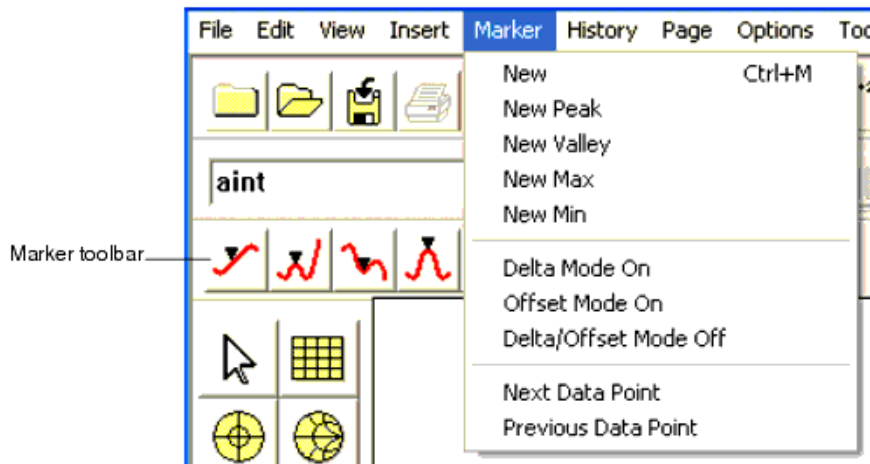 File Edit View Insert Marker History Page Options
New Ctrl+M
New Peak
New Valley
New Max
New Min
aint
Marker toolbar
Delta Mode On
Offset Mode On
Delta/Offset Mode Off
Next Data Point
Previous Data Point